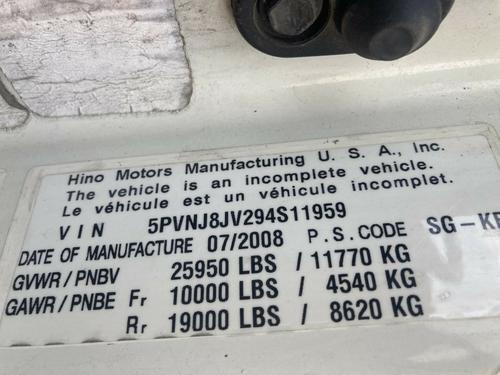 Hino Motors Manufacturing U. S. A., Inc.
The vehicle is an incomplete vehicle.
Le véhicule est un véhicule incomplet.
VIN 5PVNJ8JV294S11959
DATE OF MANUFACTURE 07/2008 P.S. CODE
GVWR / PNBV 25950 LBS / 11770 KG
GAWR / PNBE Fr 10000 LBS / 4540 KG
Rr 19000 LBS / 8620 KG